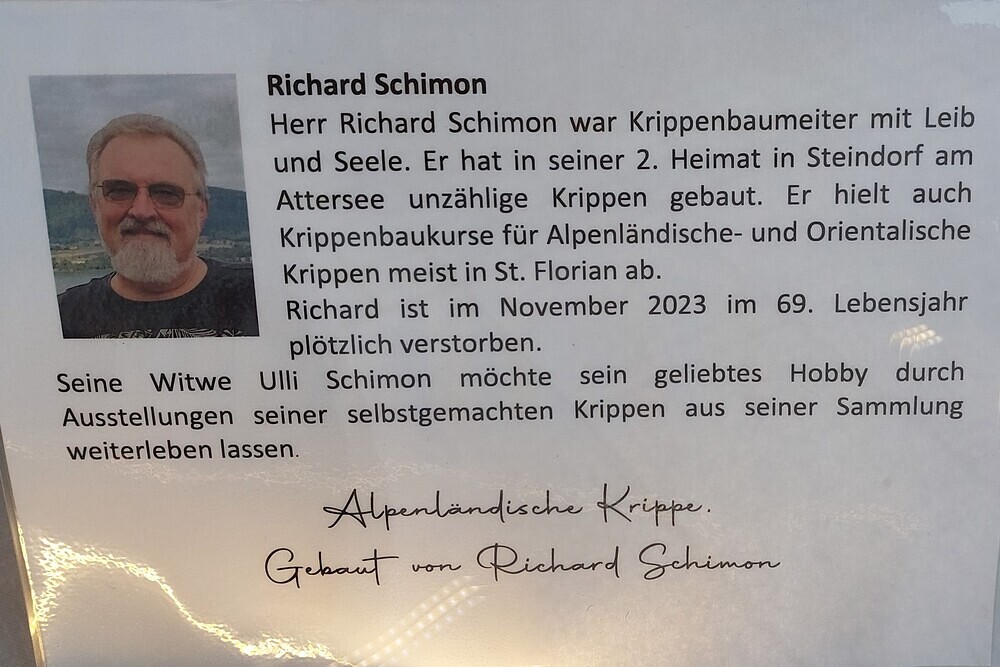 Richard Schimon
Herr Richard Schimon war Krippenbaumeiter mit Leib
und Seele. Er hat in seiner 2. Heimat in Steindorf am
Attersee unzählige Krippen gebaut. Er hielt auch
Krippenbaukurse für Alpenländische- und Orientalische
Krippen meist in St. Florian ab.
Richard ist im November 2023 im 69. Lebensjahr
plötzlich verstorben.
Seine Witwe Ulli Schimon möchte sein geliebtes Hobby durch
Ausstellungen seiner selbstgemachten Krippen aus seiner Sammlung
weiterleben lassen.
Alpenländische Krippe.
Gebaut von Richard Schimon